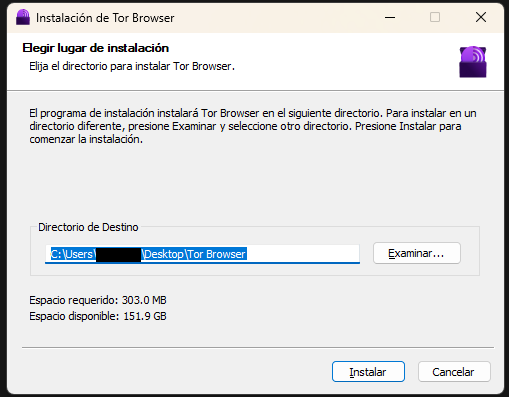 Instalación de Tor Browser
Elegir lugar de instalación
Elija el directorio para instalar Tor Browser.
El programa de instalación instalará Tor Browser en el siguiente directorio. Para instalar en un
directorio diferente, presione Examinar y seleccione otro directorio. Presione Instalar para
comenzar la instalación.
Directorio de Destino
C:\Users\ \Desktop\Tor Browser
Examinar...
Espacio requerido: 303.0 MB
Espacio disponible: 151.9 GB
Instalar
Cancelar